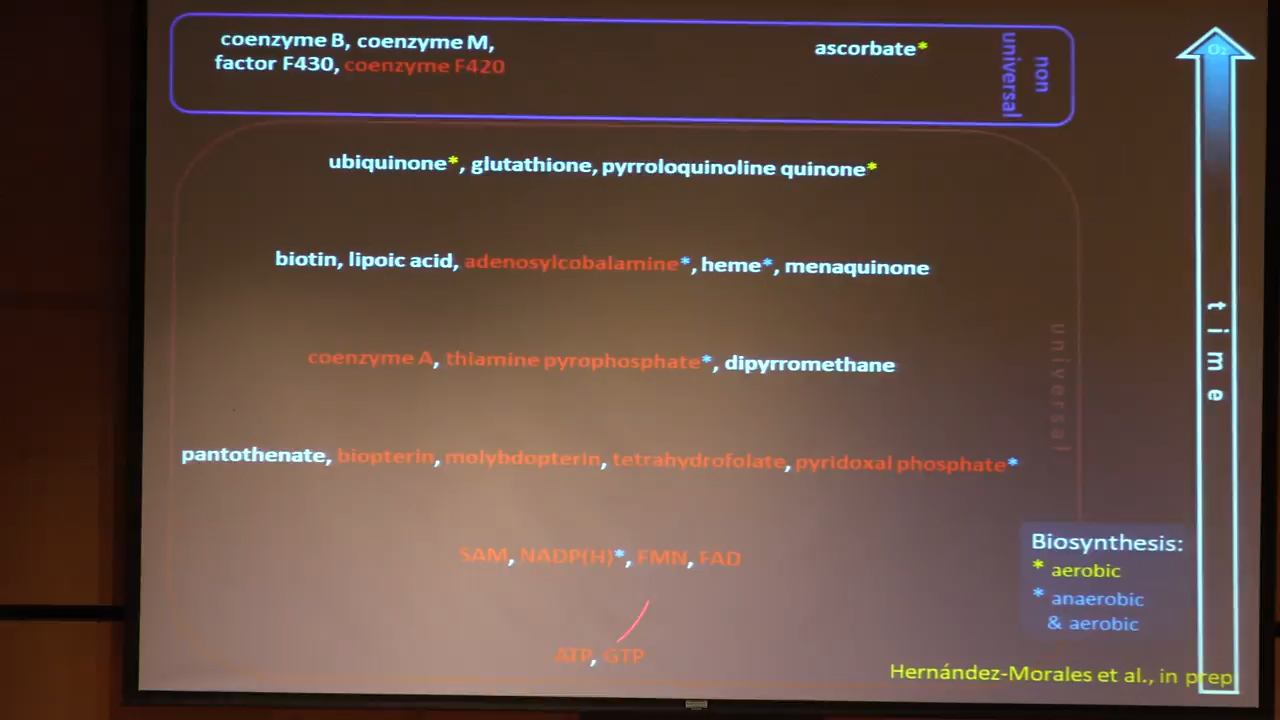 coenzyme B, coenzyme M,
factor F430, coenzyme F420
ascorbate*
non
universal
O₂
ubiquinone*, glutathione, pyrroloquinoline quinone*
biotin, lipoic acid, adenosylcobalamine*, heme*, menaquinone
coenzyme A, thiamine pyrophosphate*, dipyrromethane
pantothenate, biopterin, molybdopterin, tetrahydrofolate, pyridoxal phosphate*
SAM, NADP(H)*, FMN, FAD
ATP, GTP
universal
time
Biosynthesis:
* aerobic
* anaerobic
& aerobic
Hernández-Morales et al., in prep